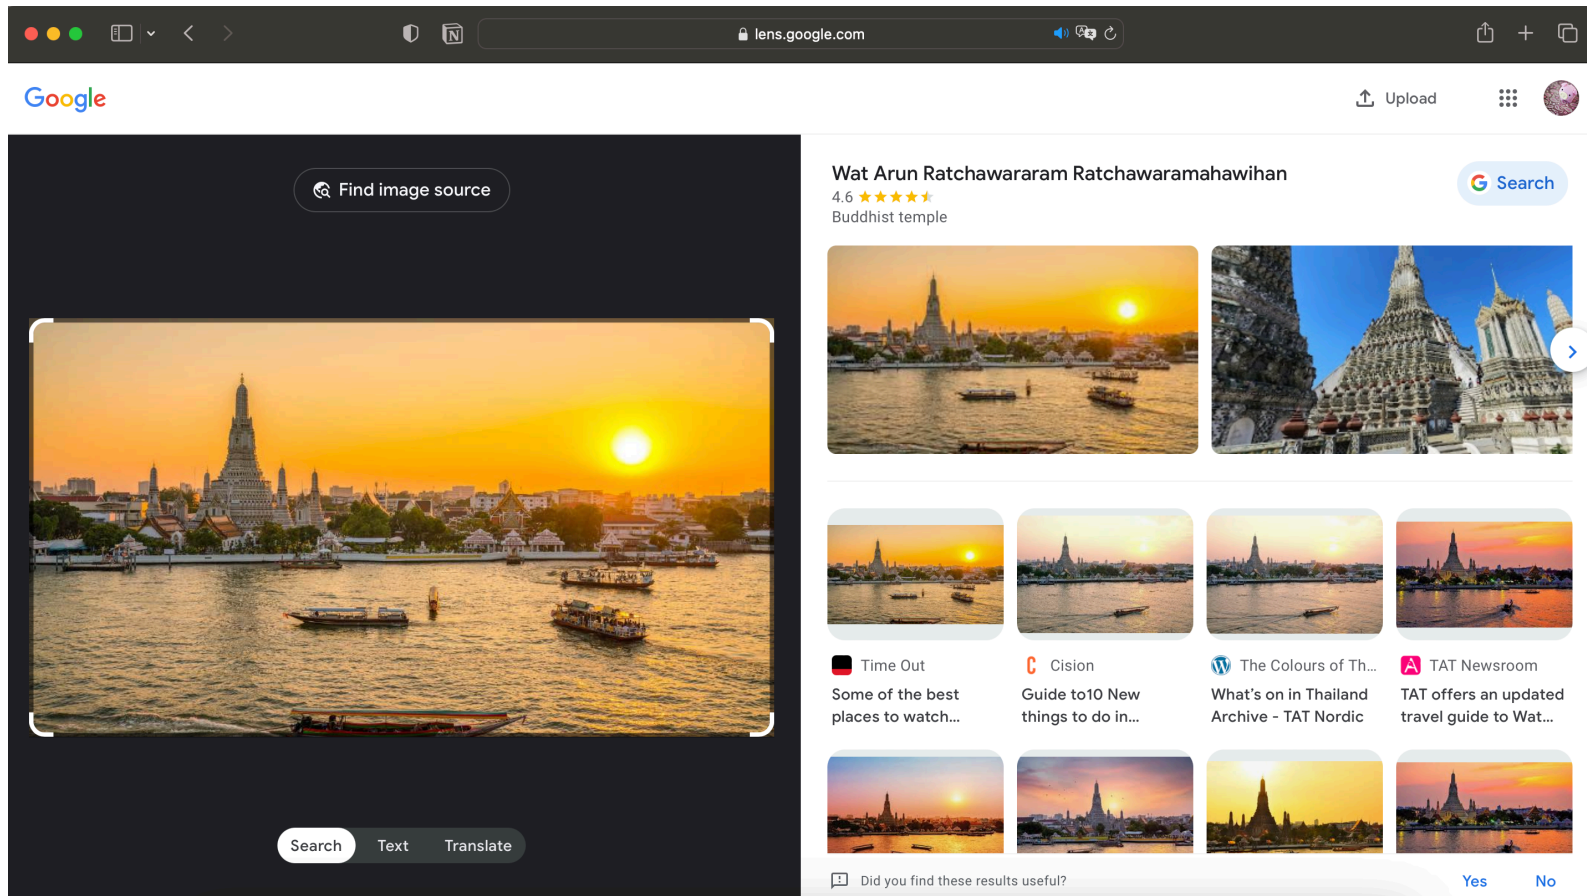 lens.google.com
Google
Upload
Find image source
Wat Arun Ratchawararam Ratchawaramahawihan
4.6
Buddhist temple
Search
Time Out
Some of the best
places to watch...
Cision
Guide to10 New
things to do in...
The Colours of Th...
What's on in Thailand
Archive - TAT Nordic
TAT Newsroom
TAT offers an updated
travel guide to Wat...
Search Text Translate
Did you find these results useful?
Yes No